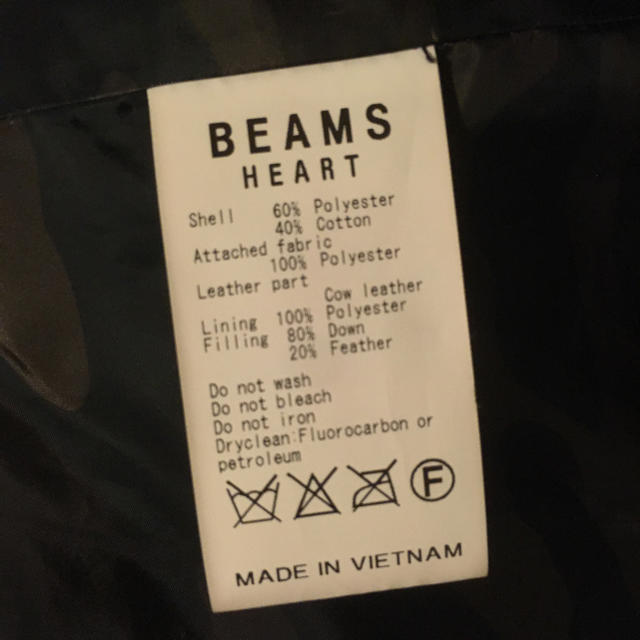 BEAMS
HEART
Shell 60% Polyester
40% Cotton
Attached fabric
100% Polyester
Leather part
Cow leather
Lining 100% Polyester
Filling 80% Down
20% Feather
Do not wash
Do not bleach
Do not iron
Dryclean:Fluorocarbon or
petroleum
F
MADE IN VIETNAM